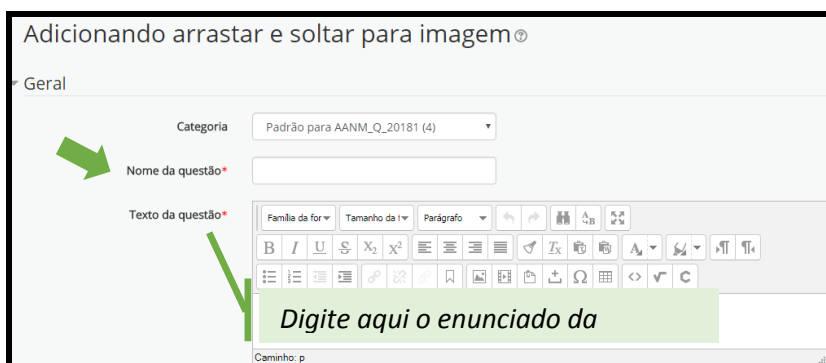 Adicionando arrastar e soltar para imagem
Geral
Categoria Padrão para AANM_Q_20181 (4)
Nome da questão*
Texto da questão*
Família da for Tamanho da f Parágrafo
Digite aqui o enunciado da
Caminho: p